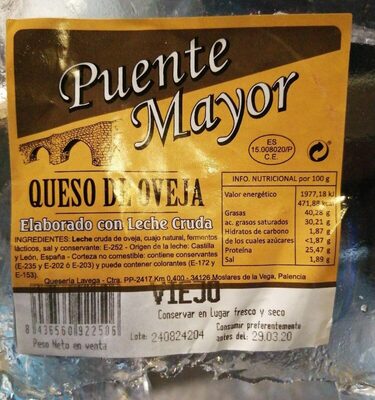 Puente
Mayor
ES
15.008020/P
C.E.
QUESO DE OVEJA
Elaborado con Leche Cruda
INGREDIENTES: Leche cruda de oveja, cuajo natural, fermentos
lácticos, sal y conservante: E-252 - Origen de la leche: Castilla
y León, España - Corteza no comestible: contiene conservantes
(E-235 y E-202 ó E-203) y puede contener colorantes (E-172 y
E-153).
Quesería Lavega - Ctra. PP-2417 Km 0,400 - 34126 Moslares de la Vega, Palencia
INFO. NUTRICIONAL por 100 g
Valor energético 1977,18 kJ
471,88 kcal
Grasas 40,28 g
ac. grasos saturados 30,21 g
Hidratos de carbono 1,87 g
de los cuales azúcares <1,87 g
Proteína 25,47 g
Sal 1,89 g
VIEJO
Conservar en Lugar fresco y seco
Lote: 240824204
Consumir preferentemente
antes del: 29.03.20
8436560922506
Peso Neto en venta